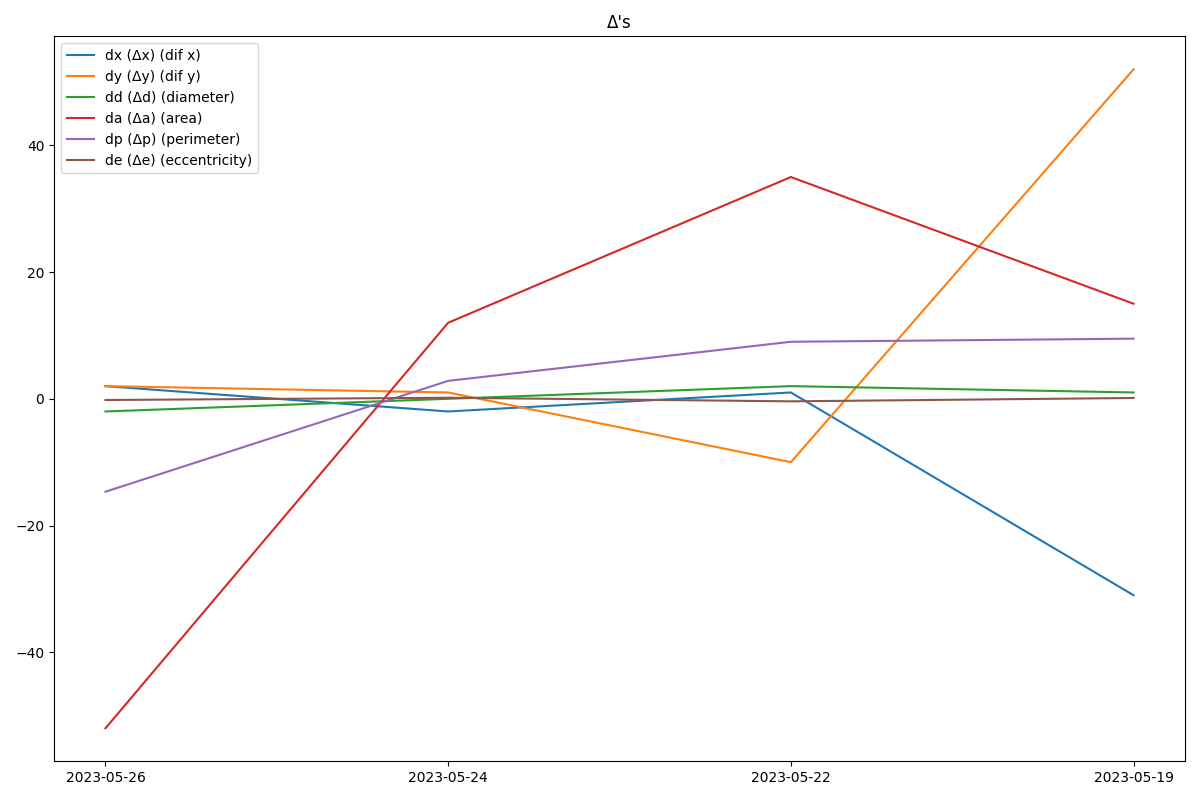 Δ's
dx (Δx) (dif x)
dy (Δy) (dif y)
dd (Δd) (diameter)
da (Δa) (area)
dp (Δp) (perimeter)
de (Δe) (eccentricity)
40
20
0
−20
−40
2023-05-26
2023-05-24
2023-05-22
2023-05-19